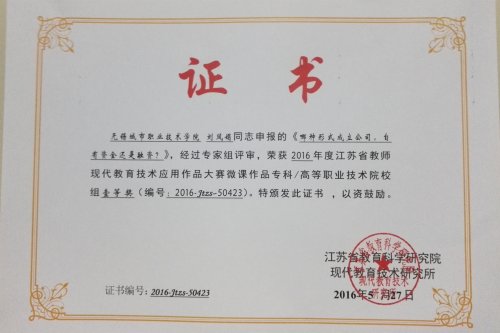 证 书
无锡城市职业技术学院 刘凤娟同志申报的《哪种形式成立公司，自
有资金还是融资？》，经过专家组评审，荣获2016年度江苏省教师
现代教育技术应用作品大赛微课作品专科/高等职业技术院校
组壹等奖（编号：2016-Jtzs-50423）。特颁发此证书，以资鼓励。
江苏省教育科学研究院
现代教育技术研究所
2016年5月27日
证书编号：2016-Jtzs-50423